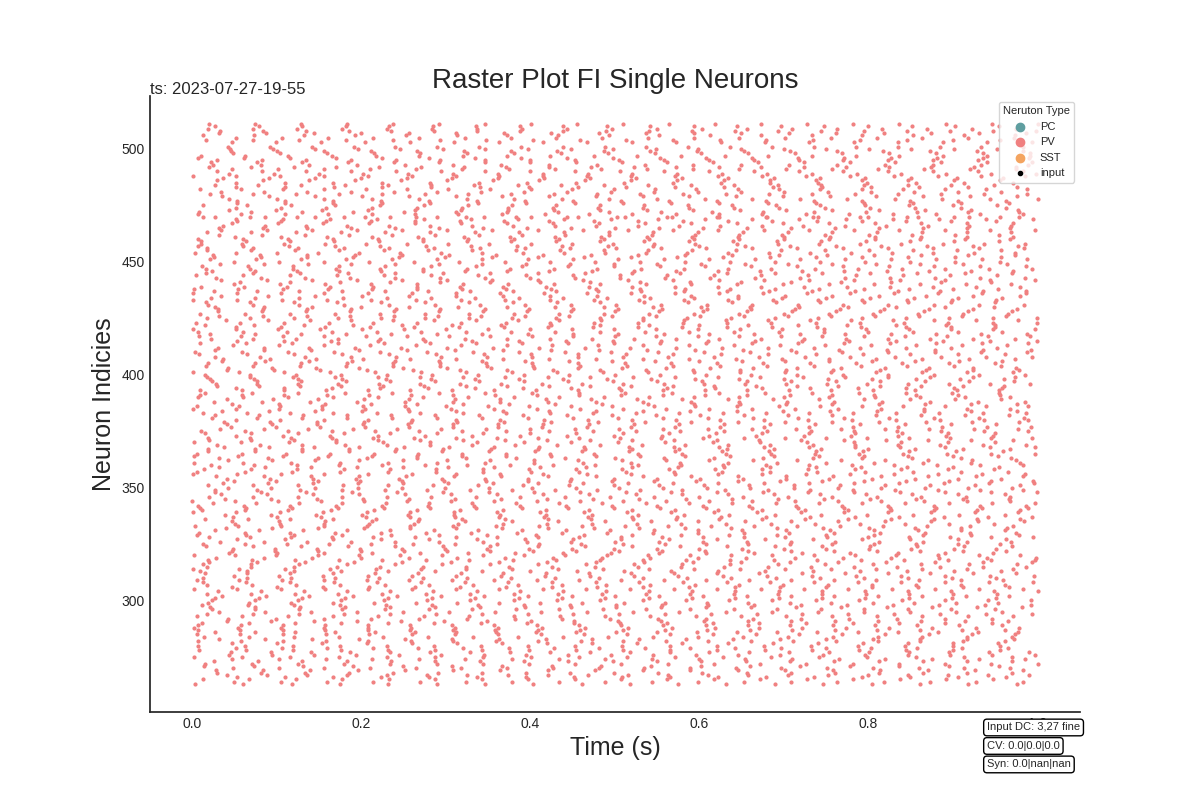 Raster Plot FI Single Neurons
ts: 2023-07-27-19-55
Neruton Type
PC
PV
SST
input
Neuron Indicies
500
450
400
350
300
0.0 0.2 0.4 0.6 0.8
Time (s)
Input DC: 3,27 fine
CV: 0.0|0.0|0.0
Syn: 0.0|nan|nan